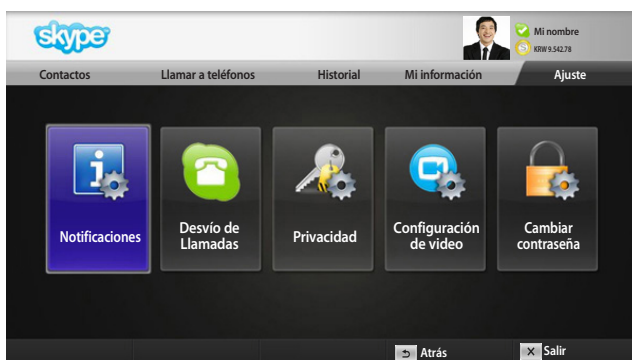 skype
Mi nombre
KRW 9.542.78
Contactos Llamar a teléfonos Historial Mi información Ajuste
Notificaciones
Desvío de
Llamadas
Privacidad
Configuración
de video
Cambiar
contraseña
Atrás
Salir